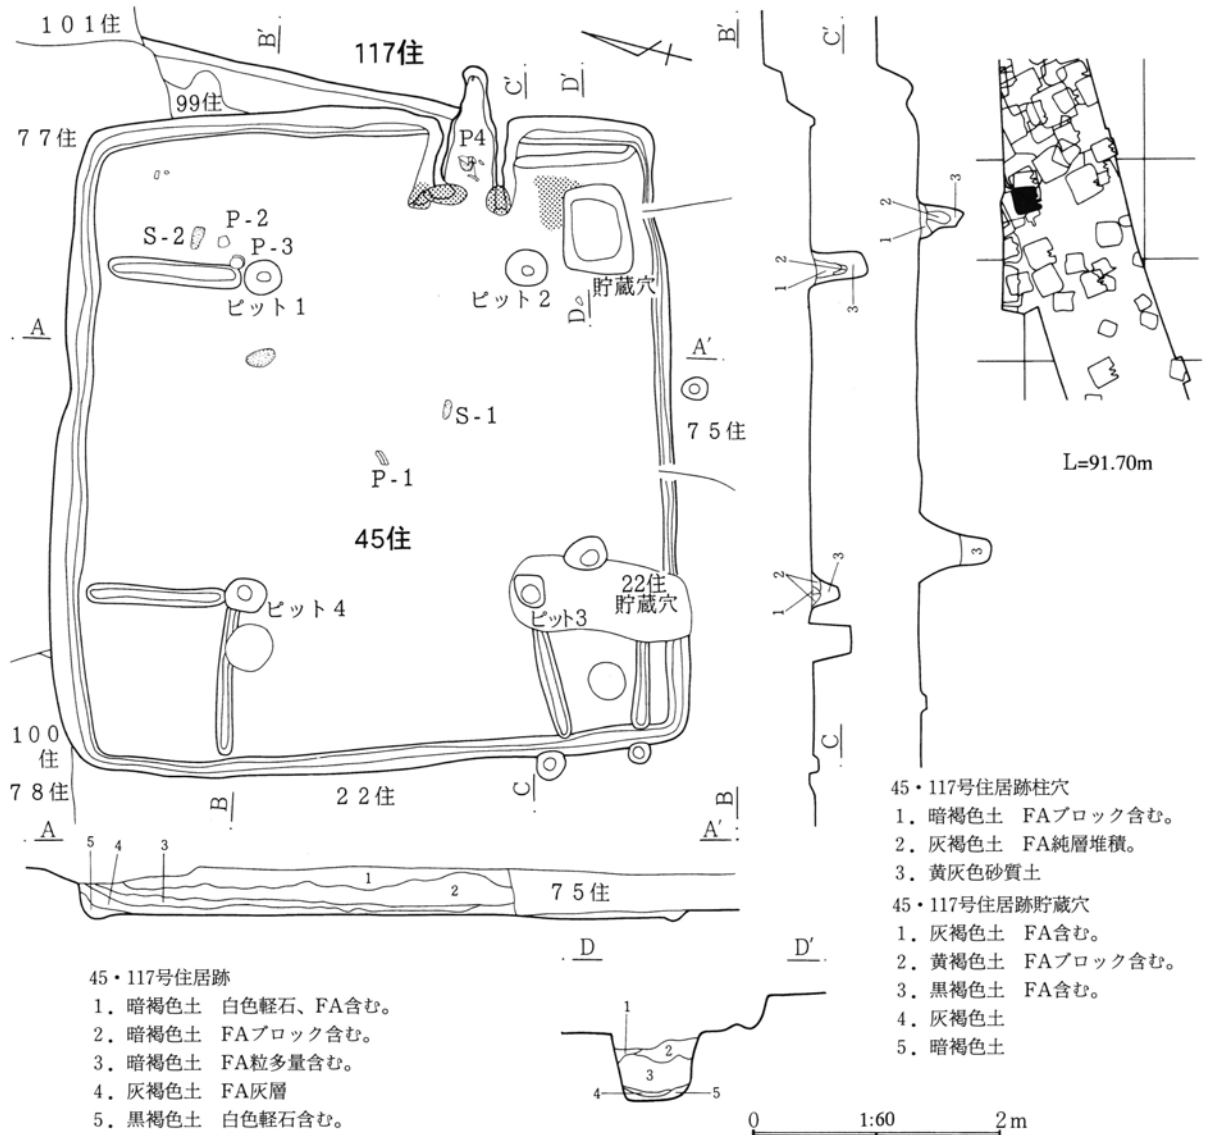 101住
B′
117住
C′
D′
B′
C′
99住
77住
P4
P-2
S-2
P-3
ピット1
ピット2
貯蔵穴
D
A
A′
75住
S-1
P-1
45住
22住
貯蔵穴
ピット3
ピット4
100
住
78住
22住
B
C
B
C
3
2
1
2
1
3
3
2
3
1
L=91.70m
A
A′
5
4
3
1
2
75住
D
D′
1
2
3
4
5
45・117号住居跡
1．暗褐色土　白色軽石、FA含む。
2．暗褐色土　FAブロック含む。
3．暗褐色土　FA粒多量含む。
4．灰褐色土　FA灰層
5．黒褐色土　白色軽石含む。
45・117号住居跡柱穴
1．暗褐色土　FAブロック含む。
2．灰褐色土　FA純層堆積。
3．黄灰色砂質土
45・117号住居跡貯蔵穴
1．灰褐色土　FA含む。
2．黄褐色土　FAブロック含む。
3．黒褐色土　FA含む。
4．灰褐色土
5．暗褐色土
0　1:60　2m